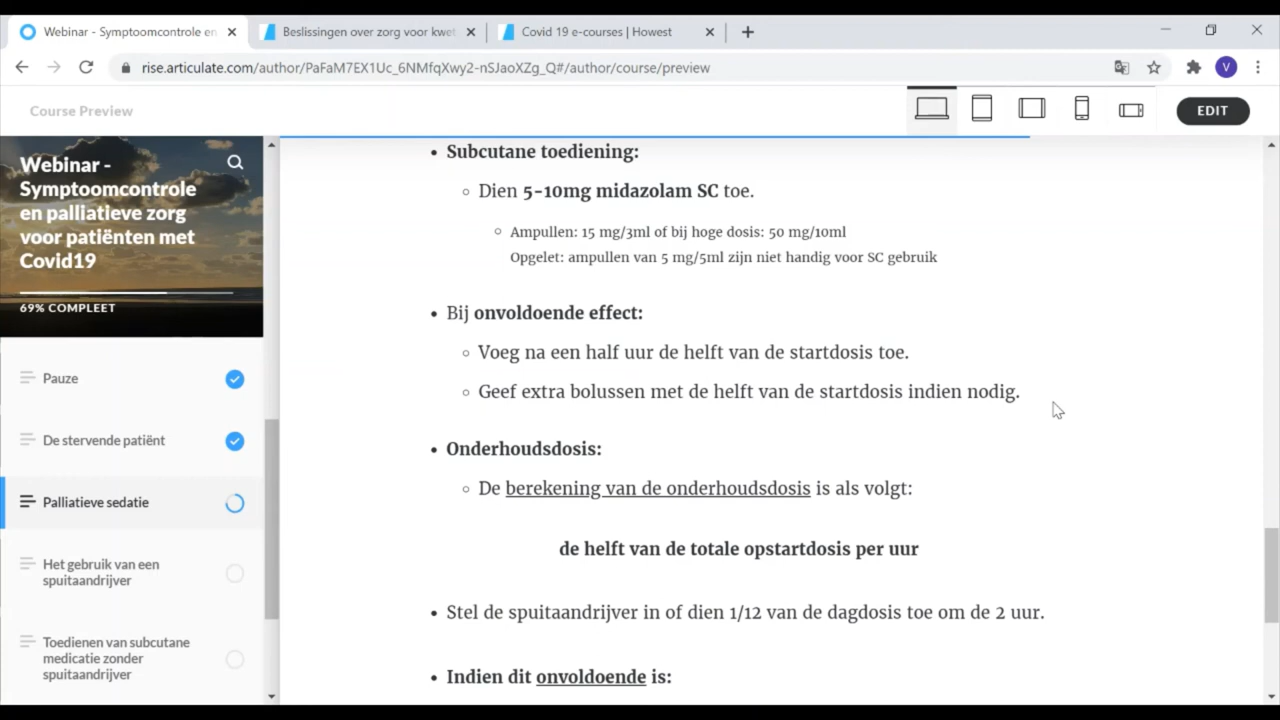 Webinar - Symptoomcontrole en
Beslissingen over zorg voor kwet
Covid 19 e-courses | Howest
rise.articulate.com/author/PaFaM7EX1Uc_6NMfqXwy2-nSJaoXZg_Q#/author/course/preview
V
Course Preview
EDIT
Webinar -
Symptoomcontrole
en palliatieve zorg
voor patiënten met
Covid19
69% COMPLEET
Pauze
De stervende patiënt
Palliatieve sedatie
Het gebruik van een
spuitaandrijver
Toedienen van subcutane
medicatie zonder
spuitaandrijver
• Subcutane toediening:
◦ Dien 5-10mg midazolam SC toe.
◦ Ampullen: 15 mg/3ml of bij hoge dosis: 50 mg/10ml
Opgelet: ampullen van 5 mg/5ml zijn niet handig voor SC gebruik
• Bij onvoldoende effect:
◦ Voeg na een half uur de helft van de startdosis toe.
◦ Geef extra bolussen met de helft van de startdosis indien nodig.
• Onderhoudsdosis:
◦ De berekening van de onderhoudsdosis is als volgt:
de helft van de totale opstartdosis per uur
• Stel de spuitaandrijver in of dien 1/12 van de dagdosis toe om de 2 uur.
• Indien dit onvoldoende is: